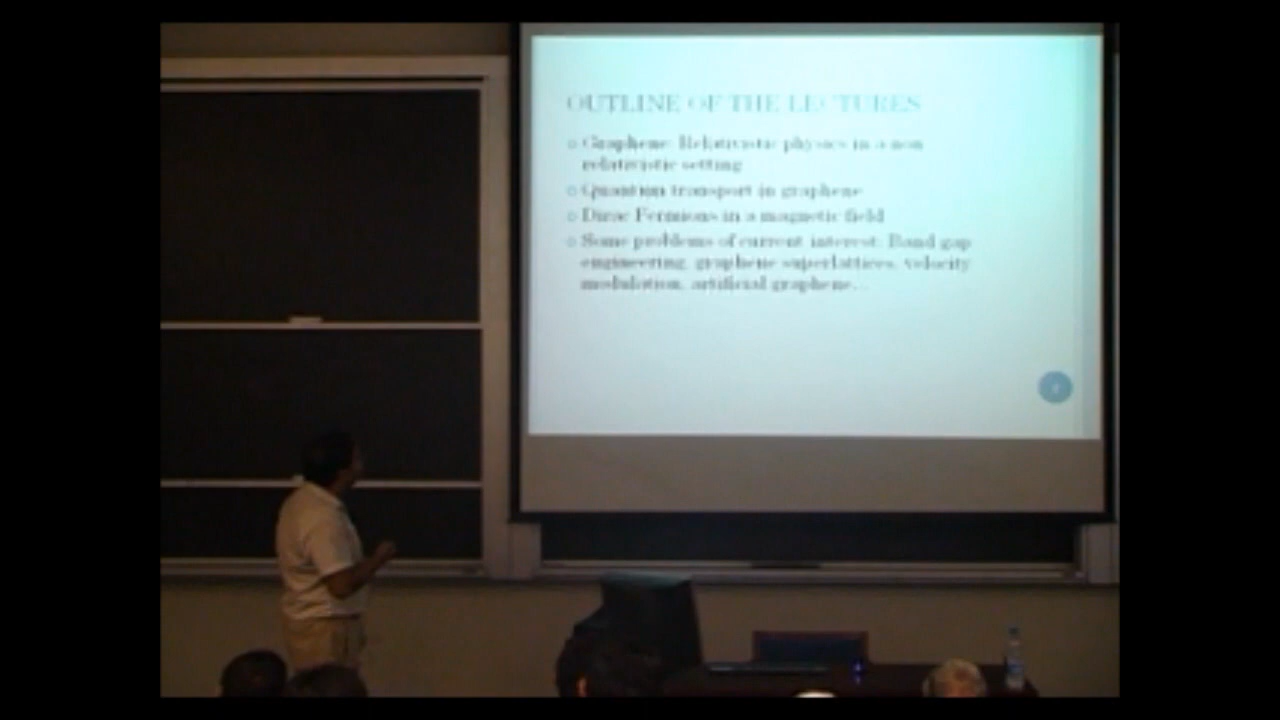 OUTLINE OF THE LECTURES
Graphene: Relativistic physics in a non
relativistic setting
Quantum transport in graphene
Dirac Fermions in a magnetic field
Some problems of current interest: Band gap
engineering, graphene superlattices, velocity
modulation, artificial graphene…